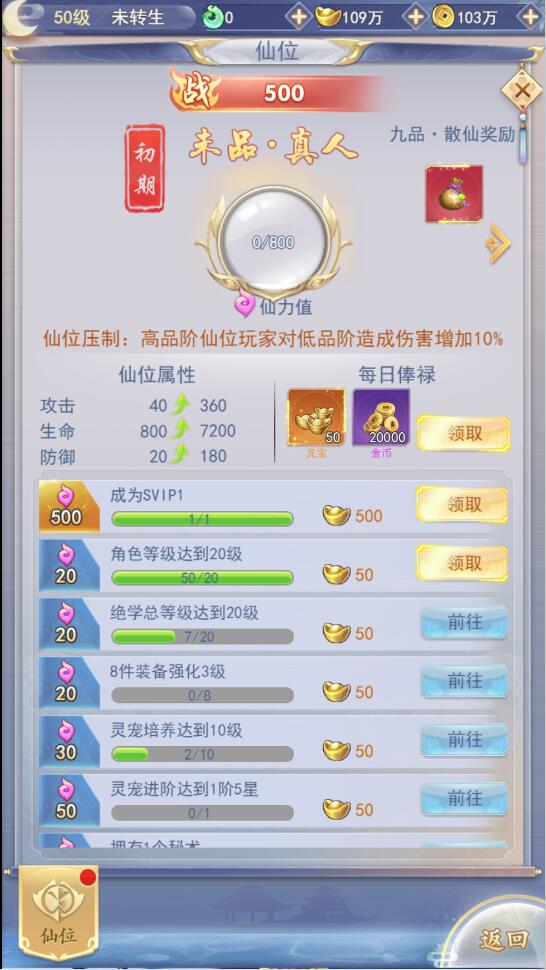 50级 未转生 0 109万 103万
仙位
战 500
初期
未品·真人
九品·散仙奖励
0/800
仙力值
仙位压制：高品阶仙位玩家对低品阶造成伤害增加10%
仙位属性
每日俸禄
攻击 40 360
生命 800 7200
防御 20 180
50
元宝
20000
金币
领取
500
成为SVIP1
1/1
500
领取
20
角色等级达到20级
50/20
50
领取
20
绝学总等级达到20级
7/20
50
前往
20
8件装备强化3级
0/8
50
前往
30
灵宠培养达到10级
2/10
50
前往
50
灵宠进阶达到1阶5星
0/1
50
前往
拥有1个秘术
仙位
返回